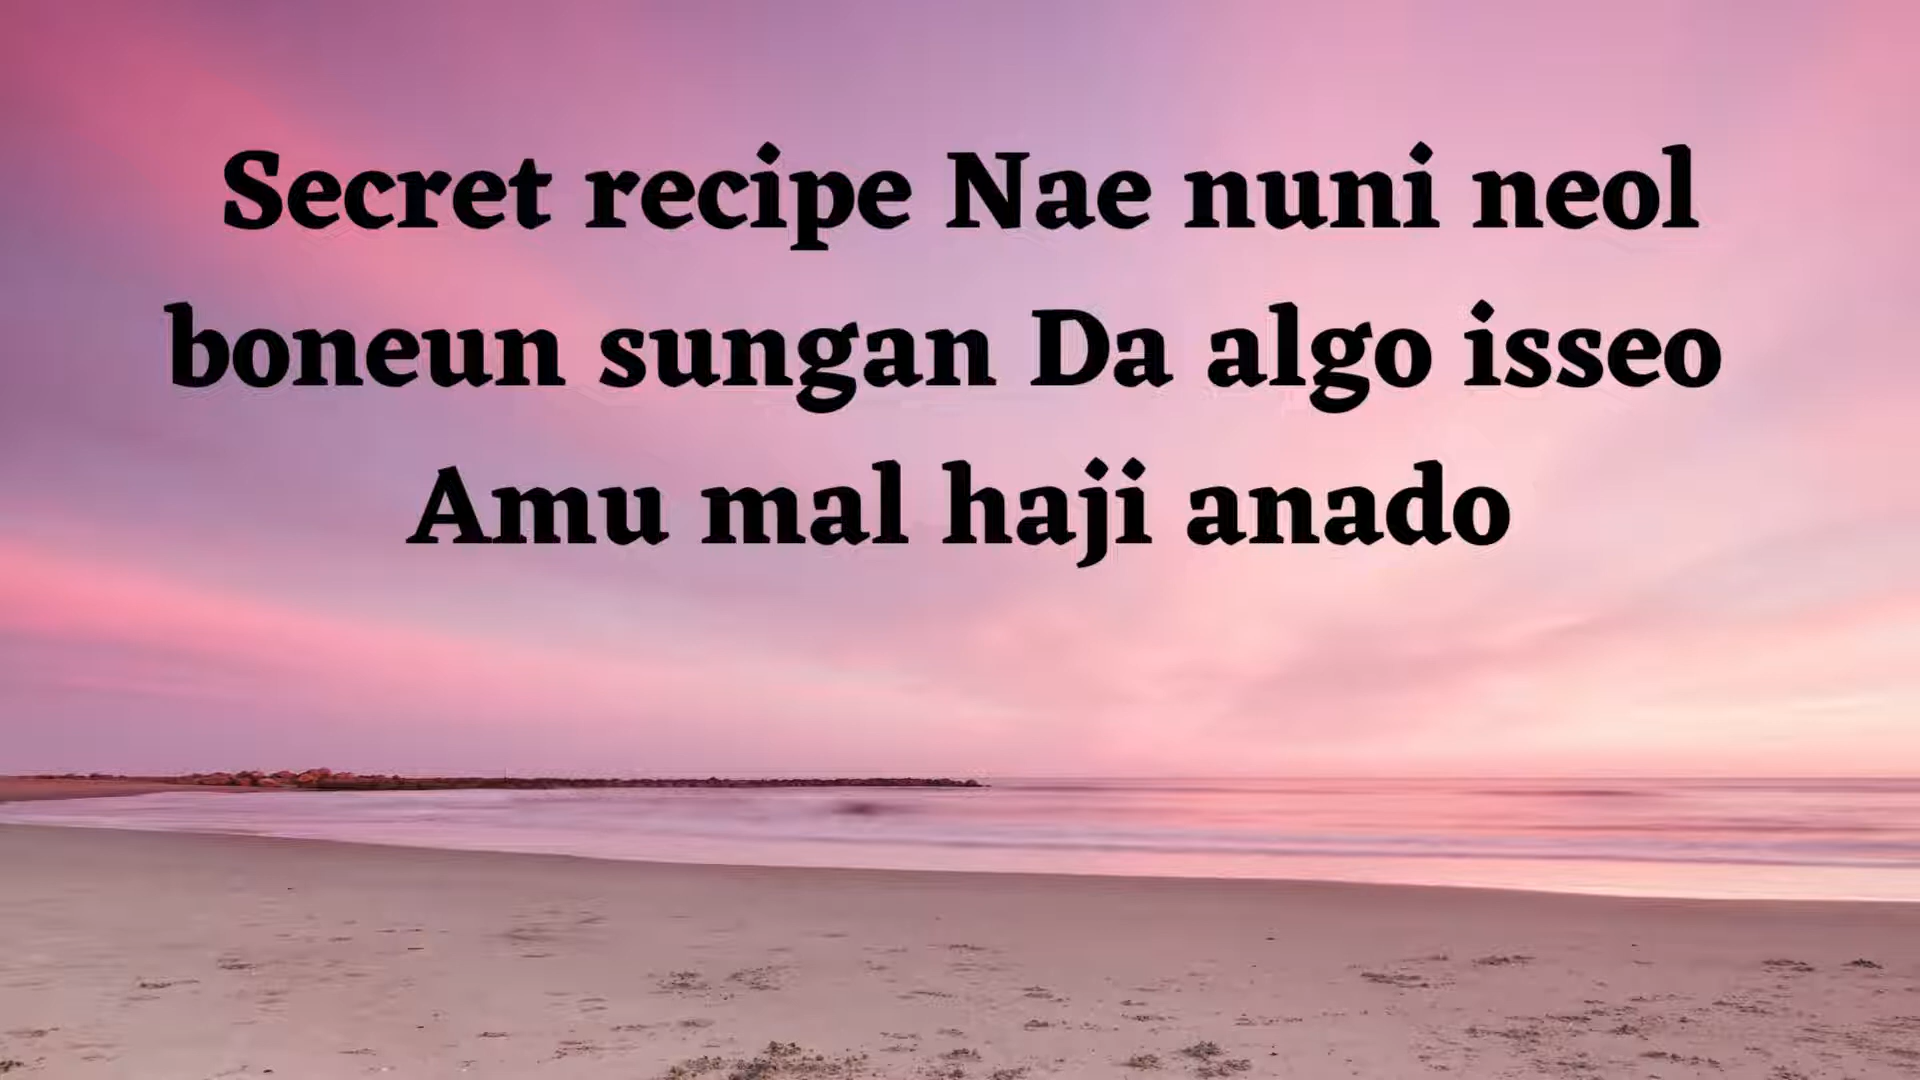 Secret recipe Nae nuni neol
boneun sungan Da algo isseo
Amu mal haji anado